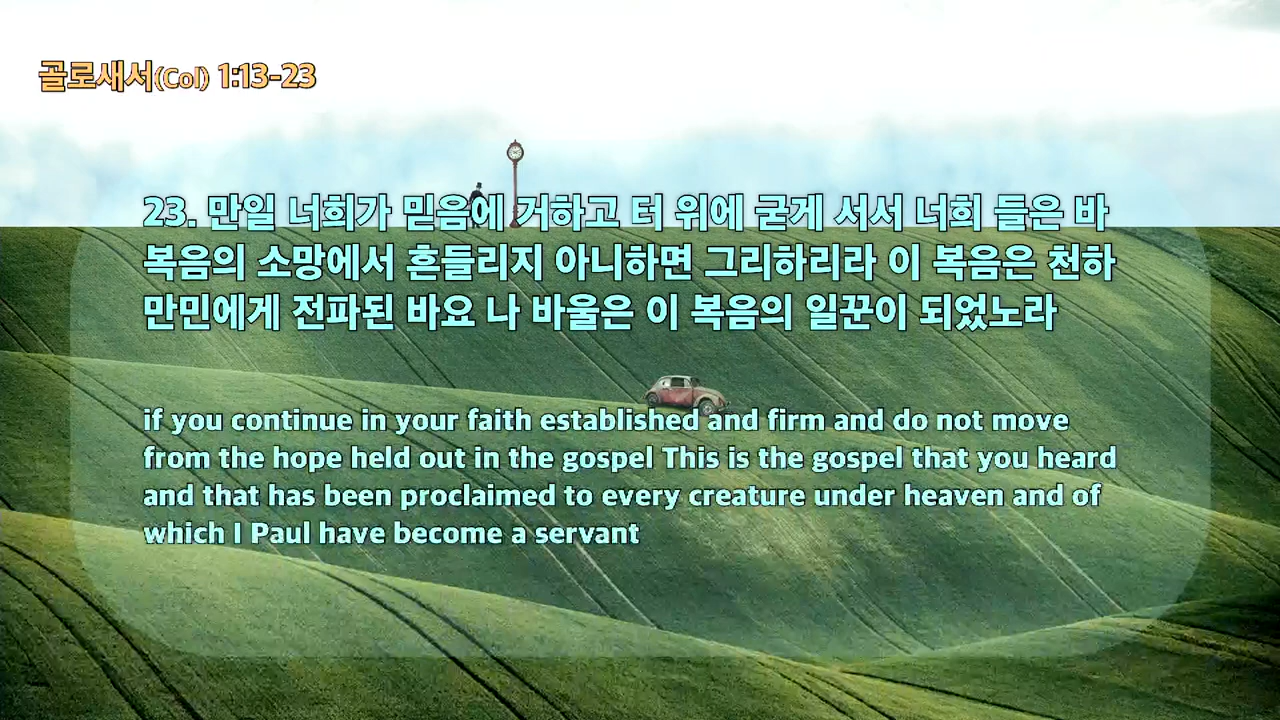 골로새서(Col) 1:13-23
23. 만일 너희가 믿음에 거하고 터 위에 굳게 서서 너희 들은 바
복음의 소망에서 흔들리지 아니하면 그리하리라 이 복음은 천하
만민에게 전파된 바요 나 바울은 이 복음의 일꾼이 되었노라
if you continue in your faith established and firm and do not move
from the hope held out in the gospel This is the gospel that you heard
and that has been proclaimed to every creature under heaven and of
which I Paul have become a servant